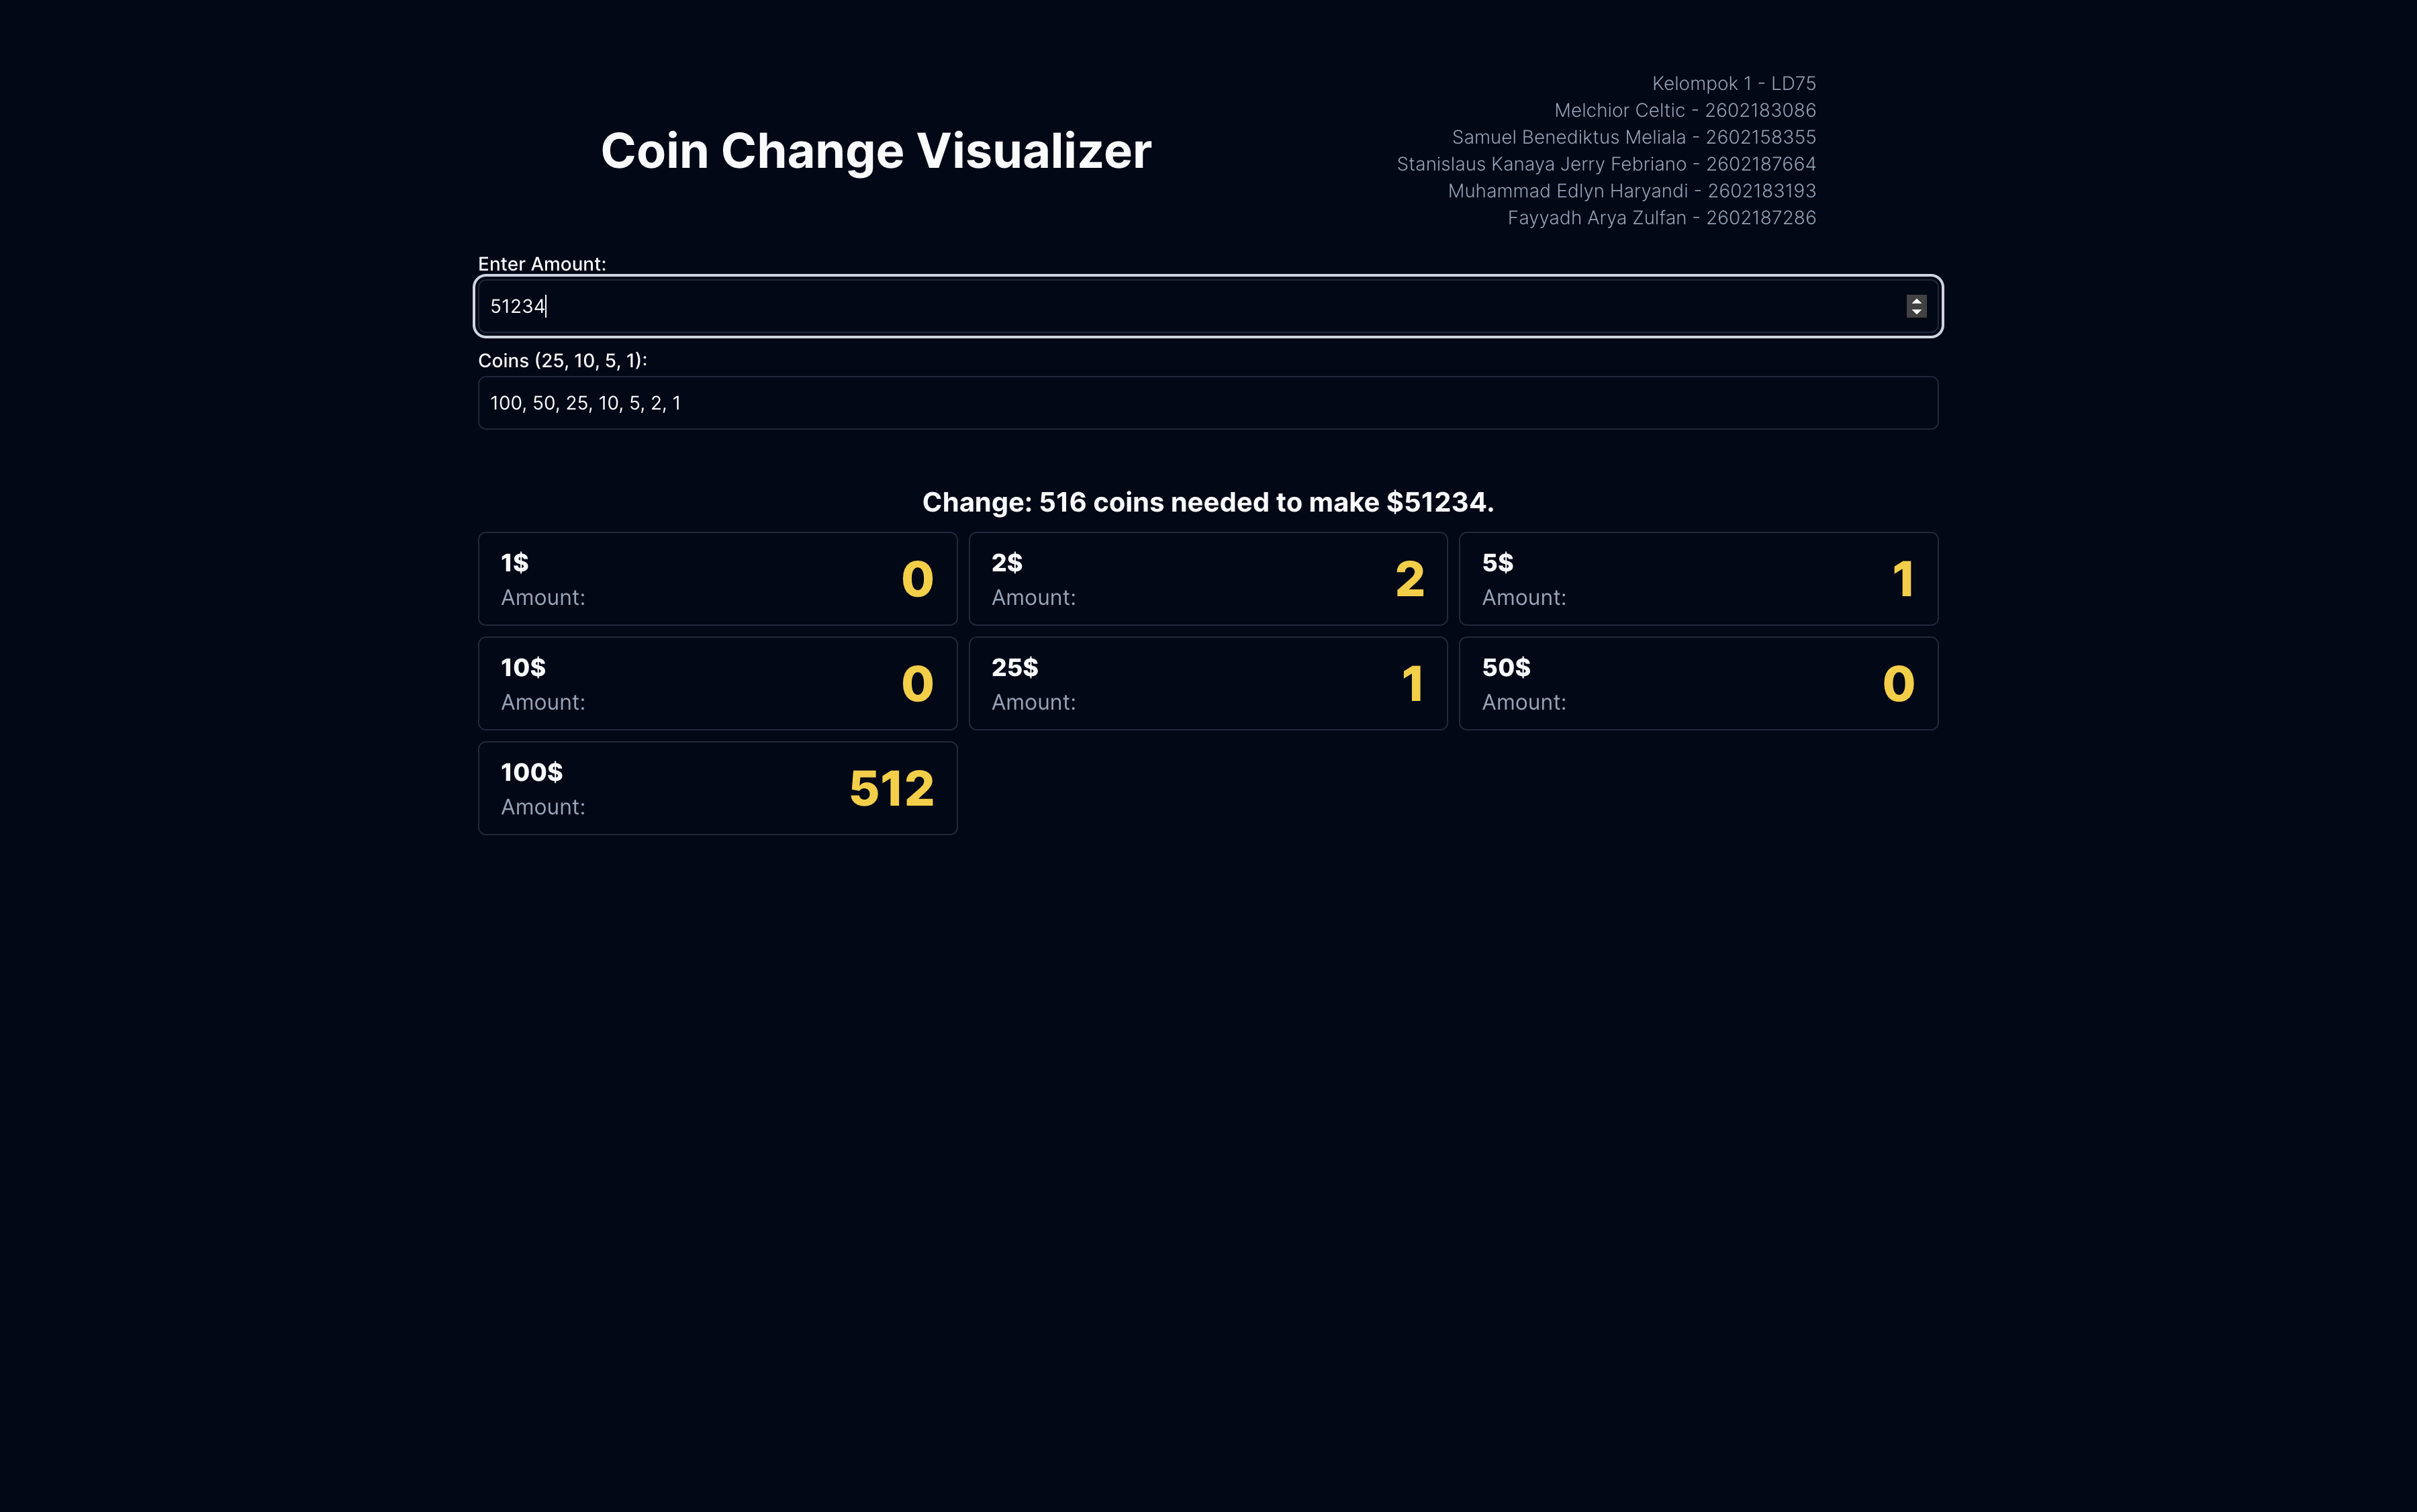 Coin Change Visualizer
Kelompok 1 - LD75
Melchior Celtic - 2602183086
Samuel Benediktus Meliala - 2602158355
Stanislaus Kanaya Jerry Febriano - 2602187664
Muhammad Edlyn Haryandi - 2602183193
Fayyadh Arya Zulfan - 2602187286
Enter Amount:
51234
Coins (25, 10, 5, 1):
100, 50, 25, 10, 5, 2, 1
Change: 516 coins needed to make $51234.
1$
Amount:
0
2$
Amount:
2
5$
Amount:
1
10$
Amount:
0
25$
Amount:
1
50$
Amount:
0
100$
Amount:
512